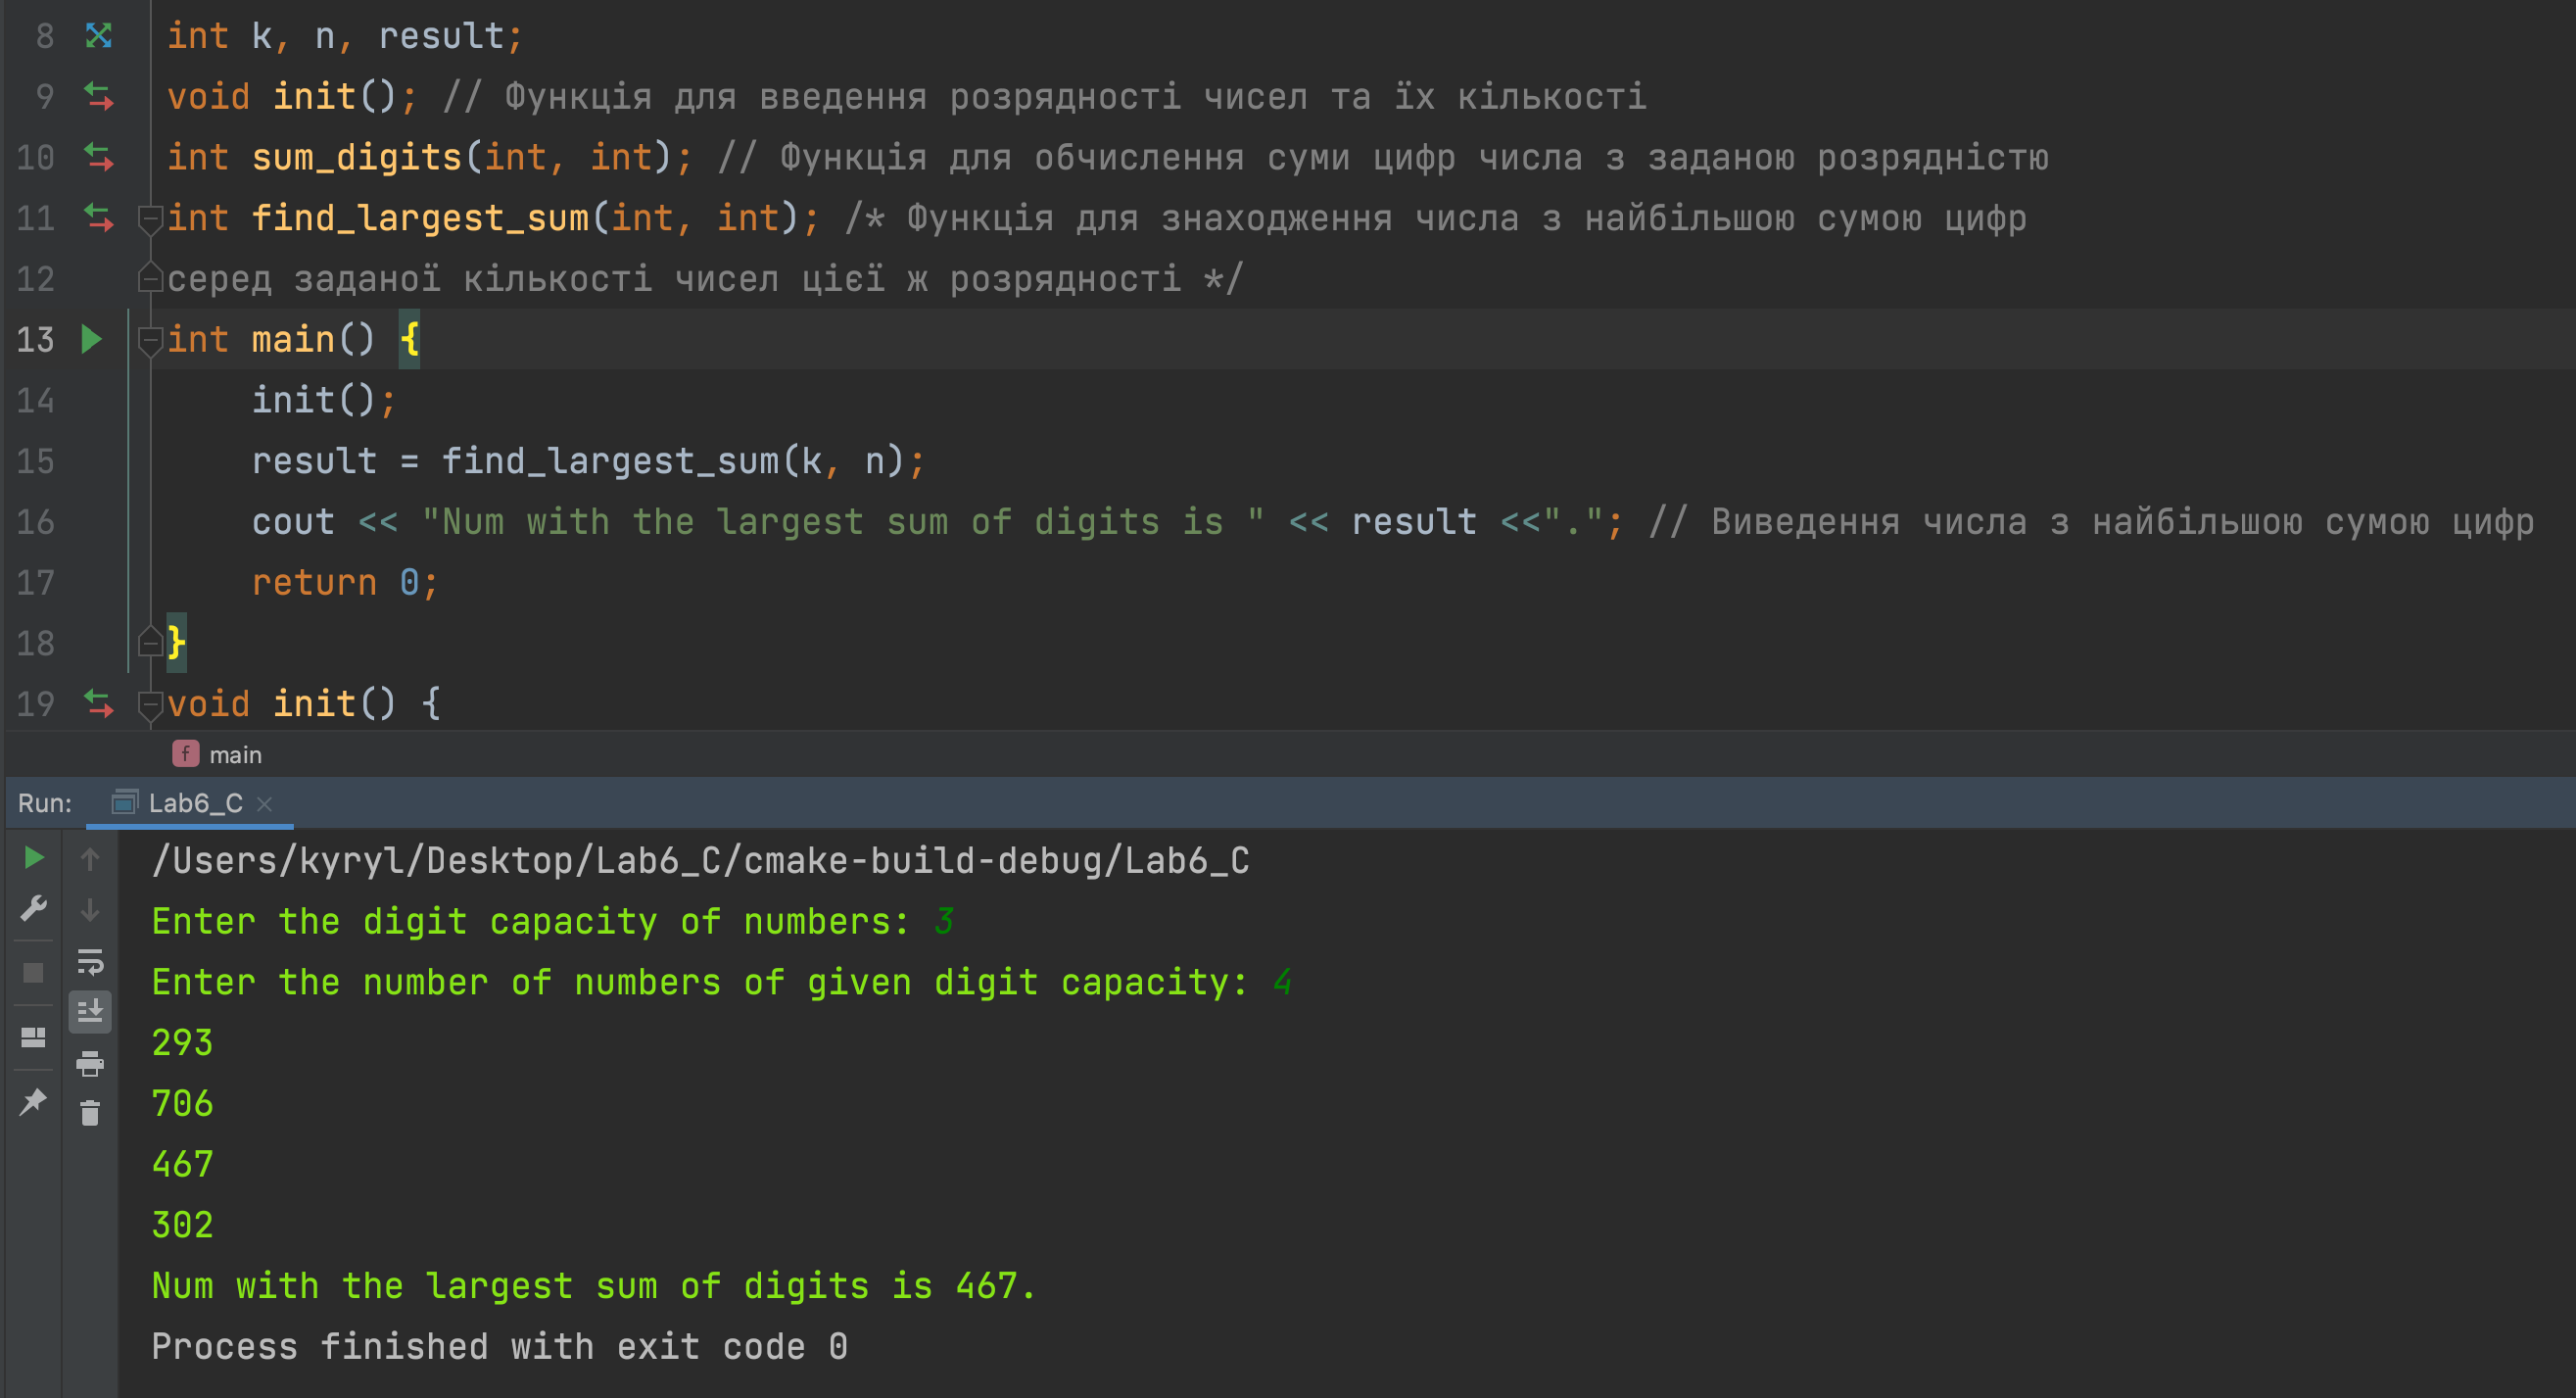 8 int k, n, result;
9 void init(); // Функція для введення розрядності чисел та їх кількості
10 int sum_digits(int, int); // Функція для обчислення суми цифр числа з заданою розрядністю
11 int find_largest_sum(int, int); /* Функція для знаходження числа з найбільшою сумою цифр
12 серед заданої кількості чисел цієї ж розрядності */
13 int main() {
14     init();
15     result = find_largest_sum(k, n);
16     cout << "Num with the largest sum of digits is " << result <<"."; // Виведення числа з найбільшою сумою цифр
17     return 0;
18 }
19 void init() {
f main
Run: Lab6_C
/Users/kyryl/Desktop/Lab6_C/cmake-build-debug/Lab6_C
Enter the digit capacity of numbers: 3
Enter the number of numbers of given digit capacity: 4
293
706
467
302
Num with the largest sum of digits is 467.
Process finished with exit code 0